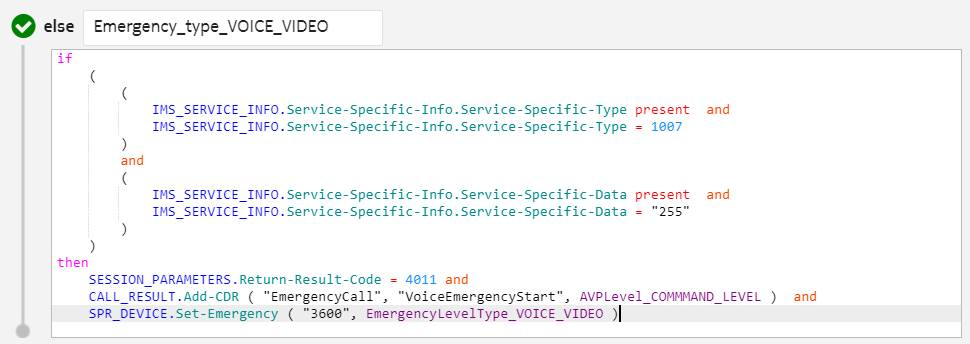 else Emergency_type_VOICE_VIDEO
if
(
(
IMS_SERVICE_INFO.Service-Specific-Info.Service-Specific-Type present and
IMS_SERVICE_INFO.Service-Specific-Info.Service-Specific-Type = 1007
)
and
(
IMS_SERVICE_INFO.Service-Specific-Info.Service-Specific-Data present and
IMS_SERVICE_INFO.Service-Specific-Info.Service-Specific-Data = "255"
)
)
then
SESSION_PARAMETERS.Return-Result-Code = 4011 and
CALL_RESULT.Add-CDR ( "EmergencyCall", "VoiceEmergencyStart", AVPLevel_COMMMAND_LEVEL ) and
SPR_DEVICE.Set-Emergency ( "3600", EmergencyLevelType_VOICE_VIDEO )